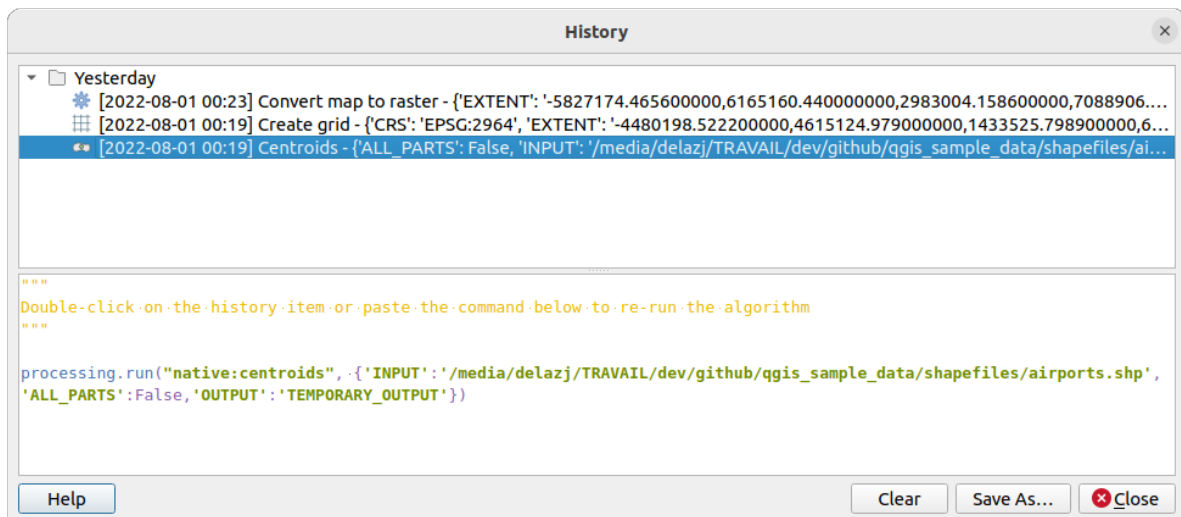 History
Yesterday
[2022-08-01 00:23] Convert map to raster - {'EXTENT': '-5827174.465600000,6165160.440000000,2983004.158600000,7088906....
[2022-08-01 00:19] Create grid - {'CRS': 'EPSG:2964', 'EXTENT': '-4480198.522200000,4615124.979000000,1433525.798900000,6...
[2022-08-01 00:19] Centroids - {'ALL_PARTS': False, 'INPUT': '/media/delazj/TRAVAIL/dev/github/qgis_sample_data/shapefiles/ai...
"""
Double-click·on·the·history·item·or·paste·the·command·below·to·re-run·the·algorithm
"""
processing.run("native:centroids",·{'INPUT':'/media/delazj/TRAVAIL/dev/github/qgis_sample_data/shapefiles/airports.shp',
'ALL_PARTS':False,'OUTPUT':'TEMPORARY_OUTPUT'})
Help Clear Save As... Close